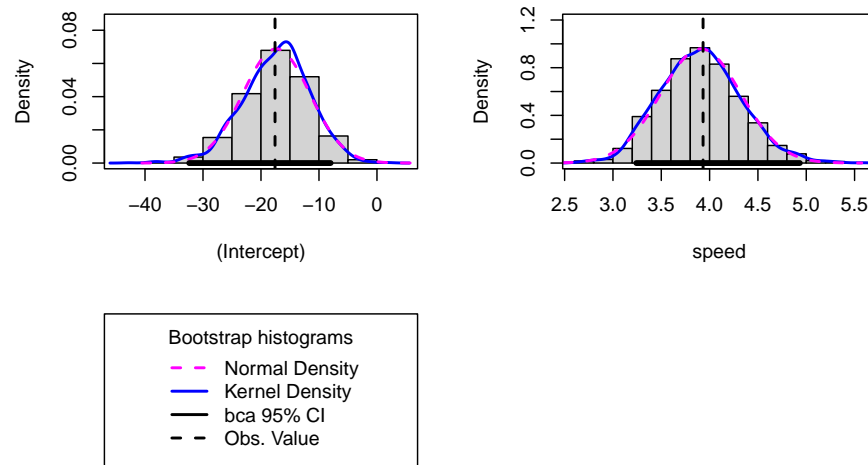 0.08
0.04
0.00
Density
−40 −30 −20 −10 0
(Intercept)
1.2
0.8
0.4
0.0
Density
2.5 3.0 3.5 4.0 4.5 5.0 5.5
speed
Bootstrap histograms
Normal Density
Kernel Density
bca 95% CI
Obs. Value